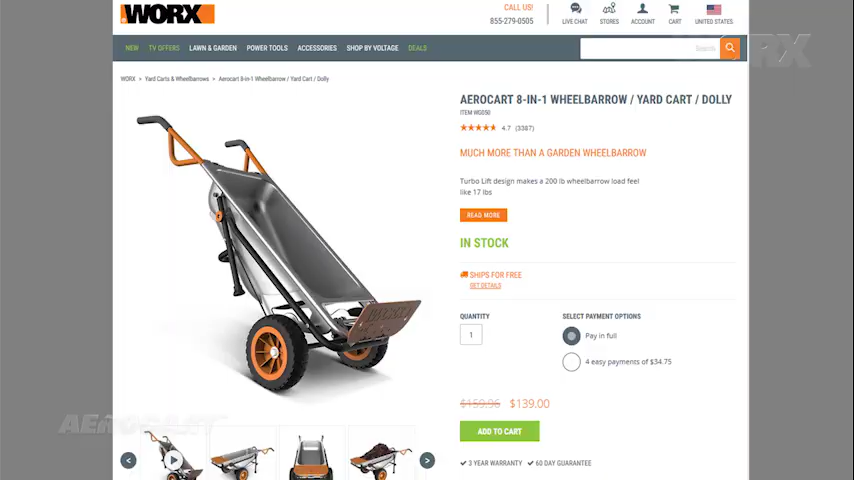 WORX
CALL US!
855-279-0505
LIVE CHAT
STORES
ACCOUNT
CART
UNITED STATES
NEW TV OFFERS LAWN & GARDEN POWER TOOLS ACCESSORIES SHOP BY VOLTAGE DEALS
Search
RX
WORX > Yard Carts & Wheelbarrows > Aerocart 8-in-1 Wheelbarrow / Yard Cart / Dolly
AEROCART 8-IN-1 WHEELBARROW / YARD CART / DOLLY
ITEM WG050
4.7 (3387)
MUCH MORE THAN A GARDEN WHEELBARROW
Turbo Lift design makes a 200 lb wheelbarrow load feel
like 17 lbs
READ MORE
IN STOCK
SHIPS FOR FREE
GET DETAILS
WORX
QUANTITY
1
SELECT PAYMENT OPTIONS
Pay in full
4 easy payments of $34.75
$159.96 $139.00
AEROCART
ADD TO CART
< >
3 YEAR WARRANTY 60 DAY GUARANTEE